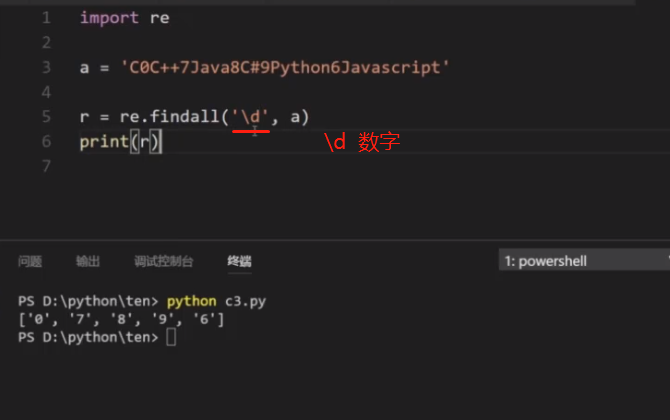 1 import re
2
3 a = 'C0C++7Java8C#9Python6Javascript'
4
5 r = re.findall('\d', a)
6 print(r)
\d 数字
7
问题 输出 调试控制台 终端 1: powershell
PS D:\python\ten> python c3.py
['0', '7', '8', '9', '6']
PS D:\python\ten>